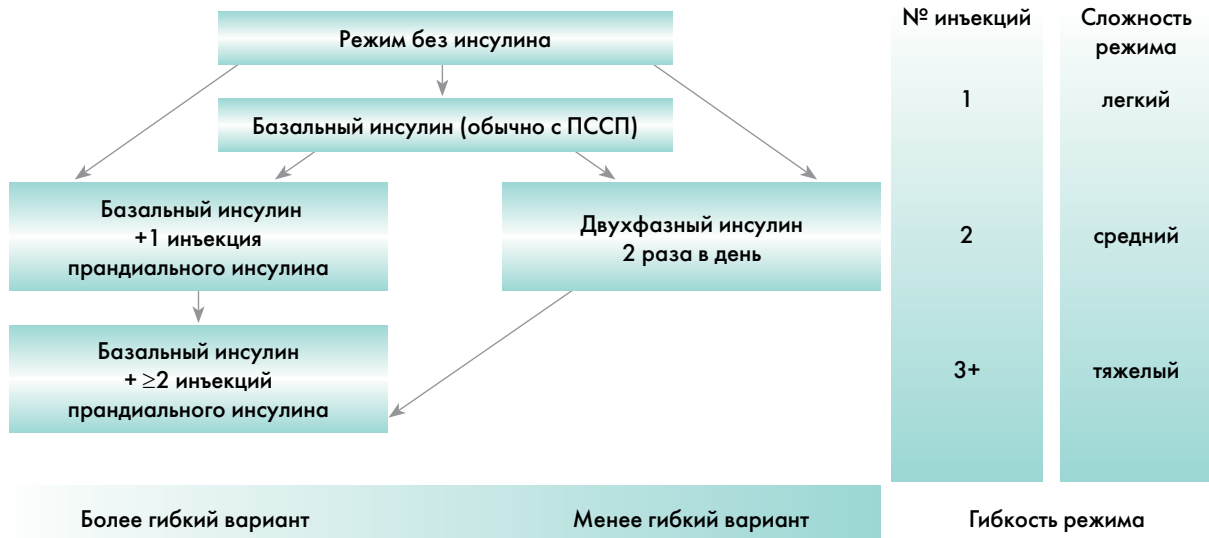 Режим без инсулина
Базальный инсулин (обычно с ПССП)
Базальный инсулин
+1 инъекция
прандиального инсулина
Двухфазный инсулин
2 раза в день
Базальный инсулин
+ ≥2 инъекций
прандиального инсулина
№ инъекций
1
2
3+
Сложность
режима
легкий
средний
тяжелый
Более гибкий вариант
Менее гибкий вариант
Гибкость режима